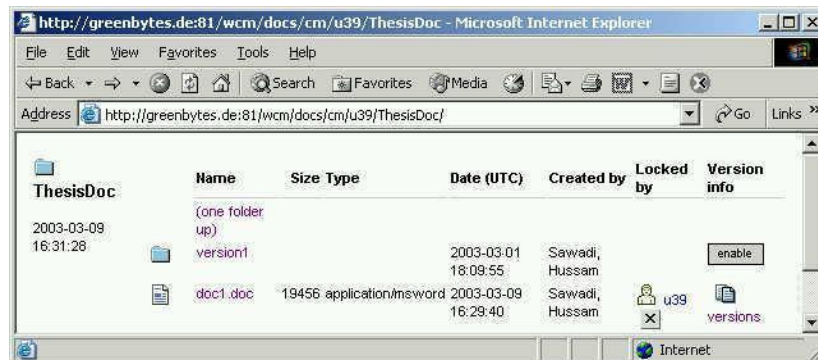 http://greenbytes.de:81/wcm/docs/cm/u39/ThesisDoc - Microsoft Internet Explorer
File Edit View Favorites Tools Help
Back Search Favorites Media
Address http://greenbytes.de:81/wcm/docs/cm/u39/ThesisDoc/ Go Links »
ThesisDoc
2003-03-09
16:31:28
Name Size Type Date (UTC) Created by Locked by Version info
(one folder
up)
version1 2003-03-01 18:09:55 Sawadi, Hussam enable
doc1.doc 19456 application/msword 2003-03-09 16:29:40 Sawadi, Hussam u39 versions
Internet